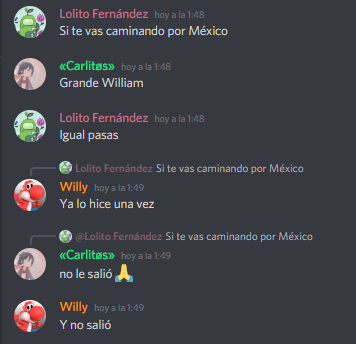 Lolito Fernández hoy a la 1:48
Si te vas caminando por México
«Carlitøs» hoy a la 1:48
Grande William
Lolito Fernández hoy a la 1:48
Igual pasas
Lolito Fernández Si te vas caminando por México
Willy hoy a la 1:49
Ya lo hice una vez
@Lolito Fernández Si te vas caminando por México
«Carlitøs» hoy a la 1:49
no le salió🙏
Willy hoy a la 1:49
Y no salió